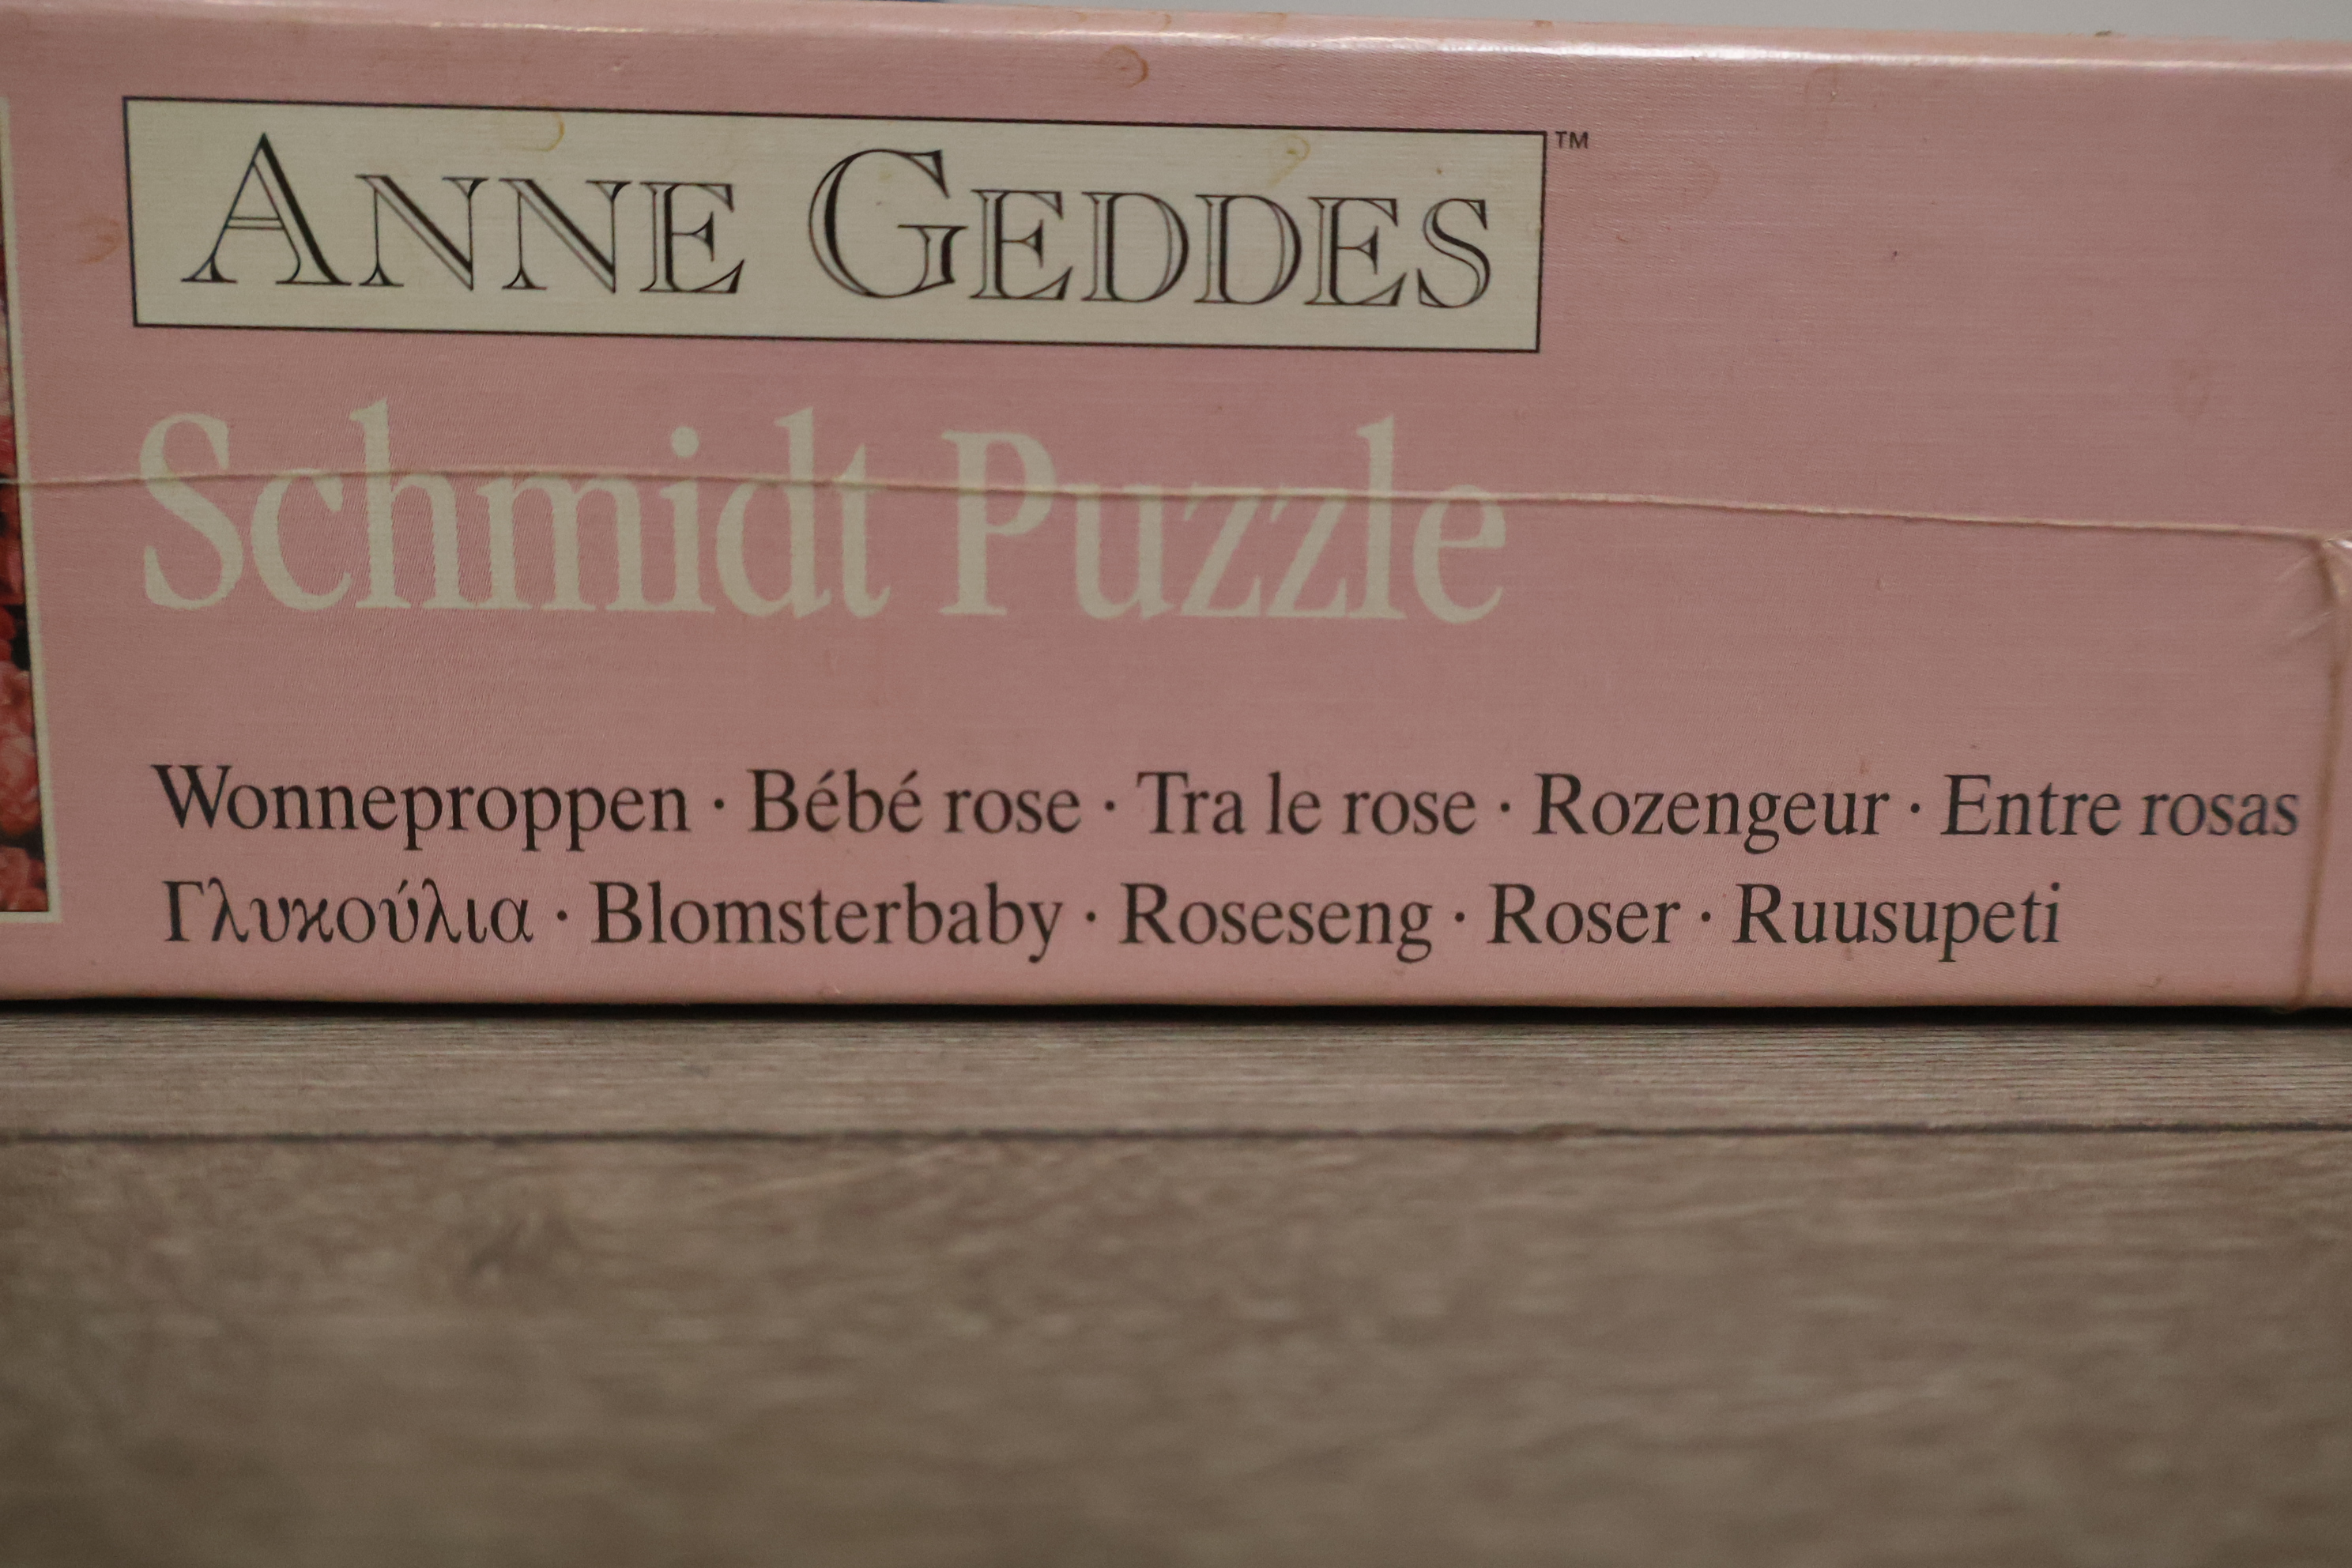 ANNE GEDDES™
Schmidt Puzzle
Wonneproppen · Bébé rose · Tra le rose · Rozengeur · Entre rosas
Γλυκούλια · Blomsterbaby · Roseseng · Roser · Ruusupeti